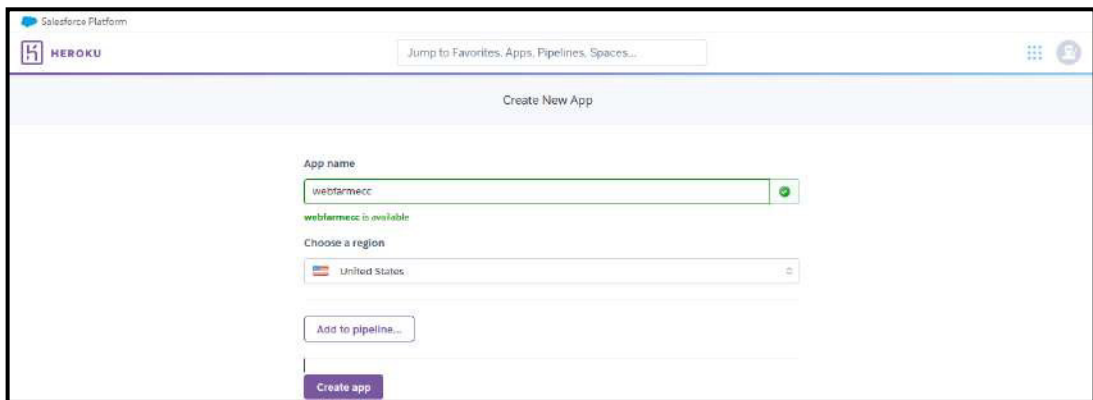 Salesforce Platform
HEROKU
Jump to Favorites, Apps, Pipelines, Spaces...
Create New App
App name
webfarmecc
webfarmecc is available
Choose a region
United States
Add to pipeline...
Create app